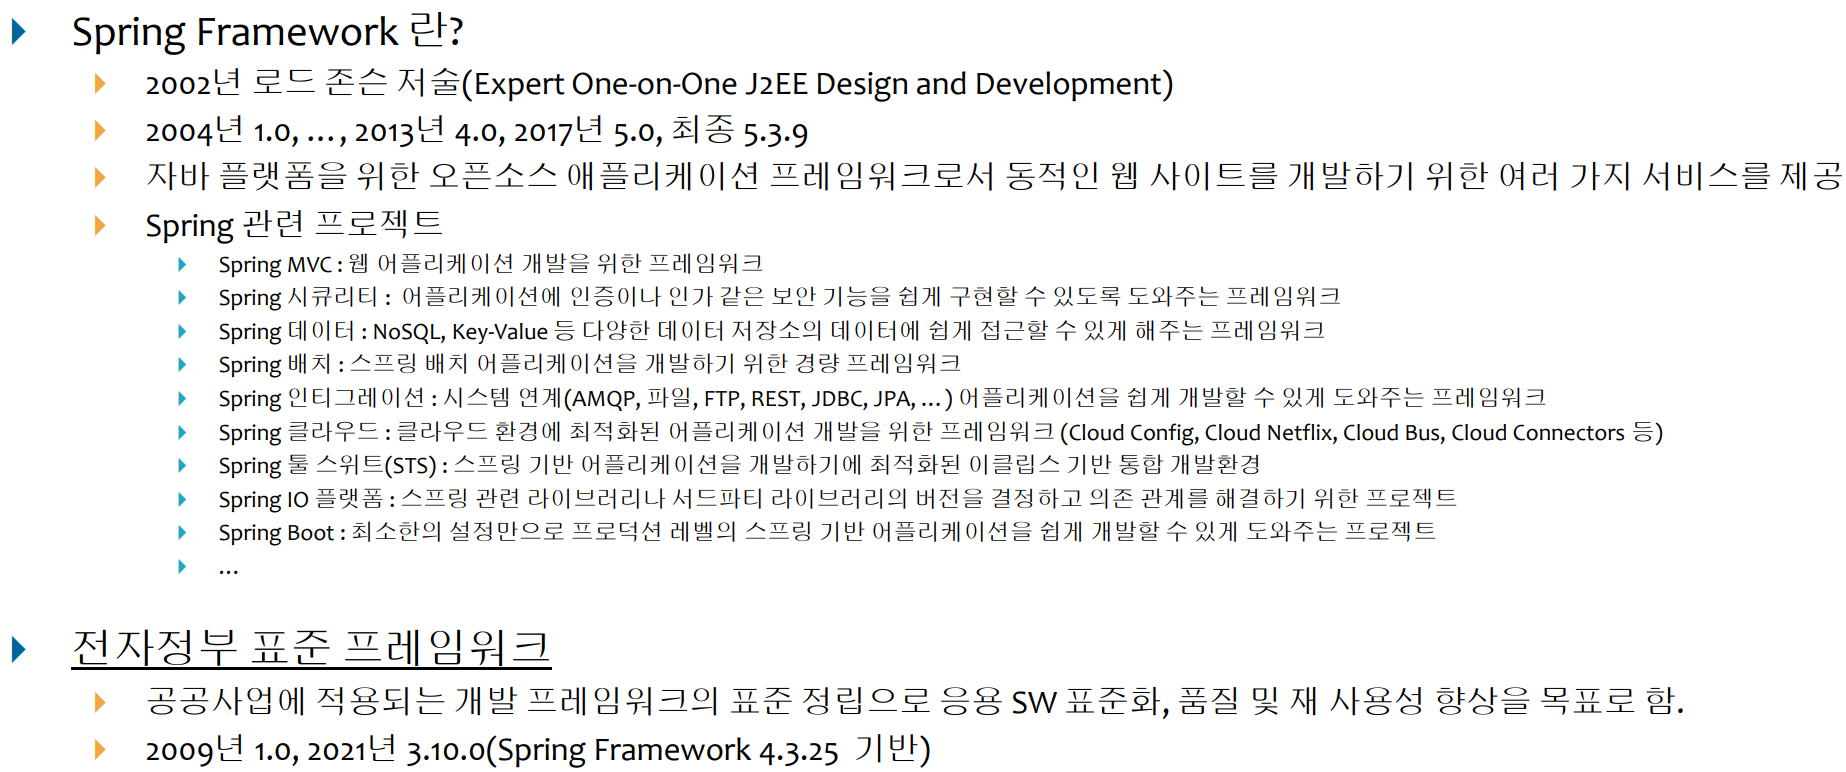 Spring Framework 란?
2002년 로드 존슨 저술(Expert One-on-One J2EE Design and Development)
2004년 1.0, …, 2013년 4.0, 2017년 5.0, 최종 5.3.9
자바 플랫폼을 위한 오픈소스 애플리케이션 프레임워크로서 동적인 웹 사이트를 개발하기 위한 여러 가지 서비스를 제공
Spring 관련 프로젝트
Spring MVC : 웹 어플리케이션 개발을 위한 프레임워크
Spring 시큐리티 : 어플리케이션에 인증이나 인가 같은 보안 기능을 쉽게 구현할 수 있도록 도와주는 프레임워크
Spring 데이터 : NoSQL, Key-Value 등 다양한 데이터 저장소의 데이터에 쉽게 접근할 수 있게 해주는 프레임워크
Spring 배치 : 스프링 배치 어플리케이션을 개발하기 위한 경량 프레임워크
Spring 인티그레이션 : 시스템 연계(AMQP, 파일, FTP, REST, JDBC, JPA, …) 어플리케이션을 쉽게 개발할 수 있게 도와주는 프레임워크
Spring 클라우드 : 클라우드 환경에 최적화된 어플리케이션 개발을 위한 프레임워크 (Cloud Config, Cloud Netflix, Cloud Bus, Cloud Connectors 등)
Spring 툴 스위트(STS) : 스프링 기반 어플리케이션을 개발하기에 최적화된 이클립스 기반 통합 개발환경
Spring IO 플랫폼 : 스프링 관련 라이브러리나 서드파티 라이브러리의 버전을 결정하고 의존 관계를 해결하기 위한 프로젝트
Spring Boot : 최소한의 설정만으로 프로덕션 레벨의 스프링 기반 어플리케이션을 쉽게 개발할 수 있게 도와주는 프로젝트
…
전자정부 표준 프레임워크
공공사업에 적용되는 개발 프레임워크의 표준 정립으로 응용 SW 표준화, 품질 및 재 사용성 향상을 목표로 함.
2009년 1.0, 2021년 3.10.0(Spring Framework 4.3.25 기반)